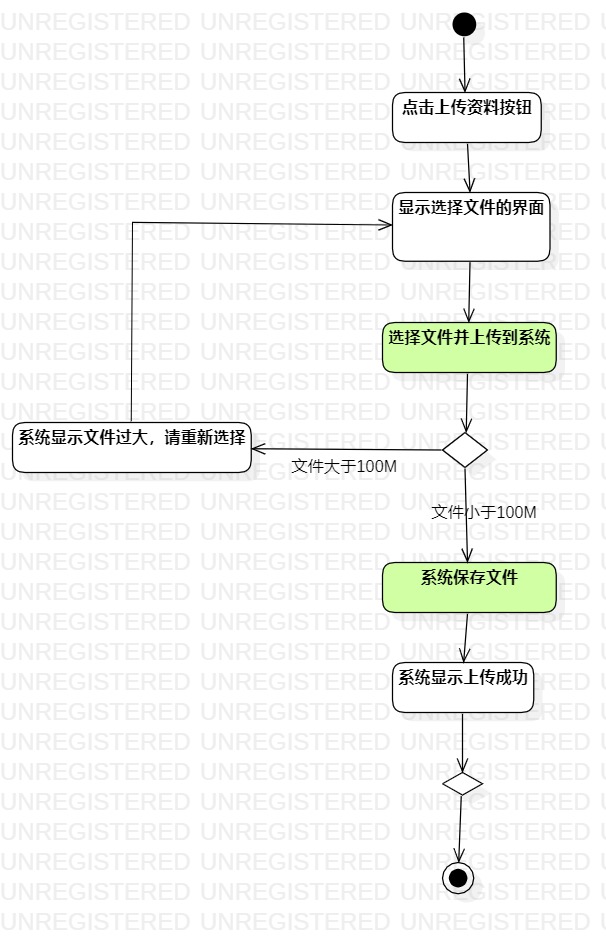 点击上传资料按钮
显示选择文件的界面
选择文件并上传到系统
系统显示文件过大，请重新选择
文件大于100M
文件小于100M
系统保存文件
系统显示上传成功
UNREGISTERED